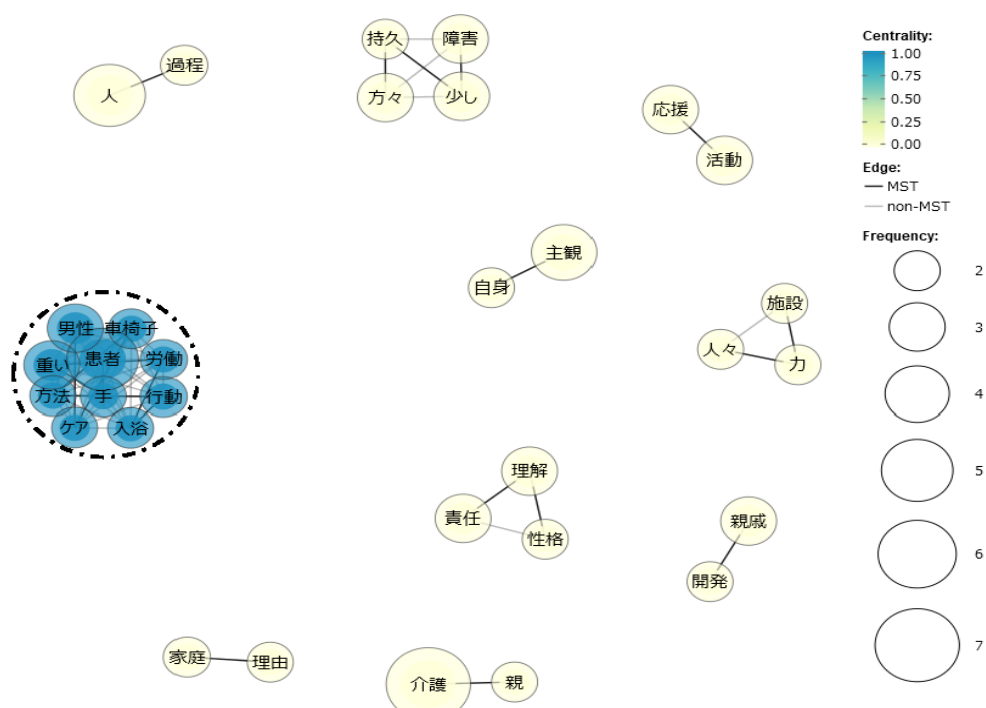 人
過程
持久
障害
方々
少し
応援
活動
主観
自身
施設
人々
力
男性
車椅子
患者
重い
労働
方法
手
行動
ケア
入浴
理解
責任
性格
親戚
開発
家庭
理由
介護
親
Centrality:
1.00
0.75
0.50
0.25
0.00
Edge:
MST
non-MST
Frequency:
2
3
4
5
6
7